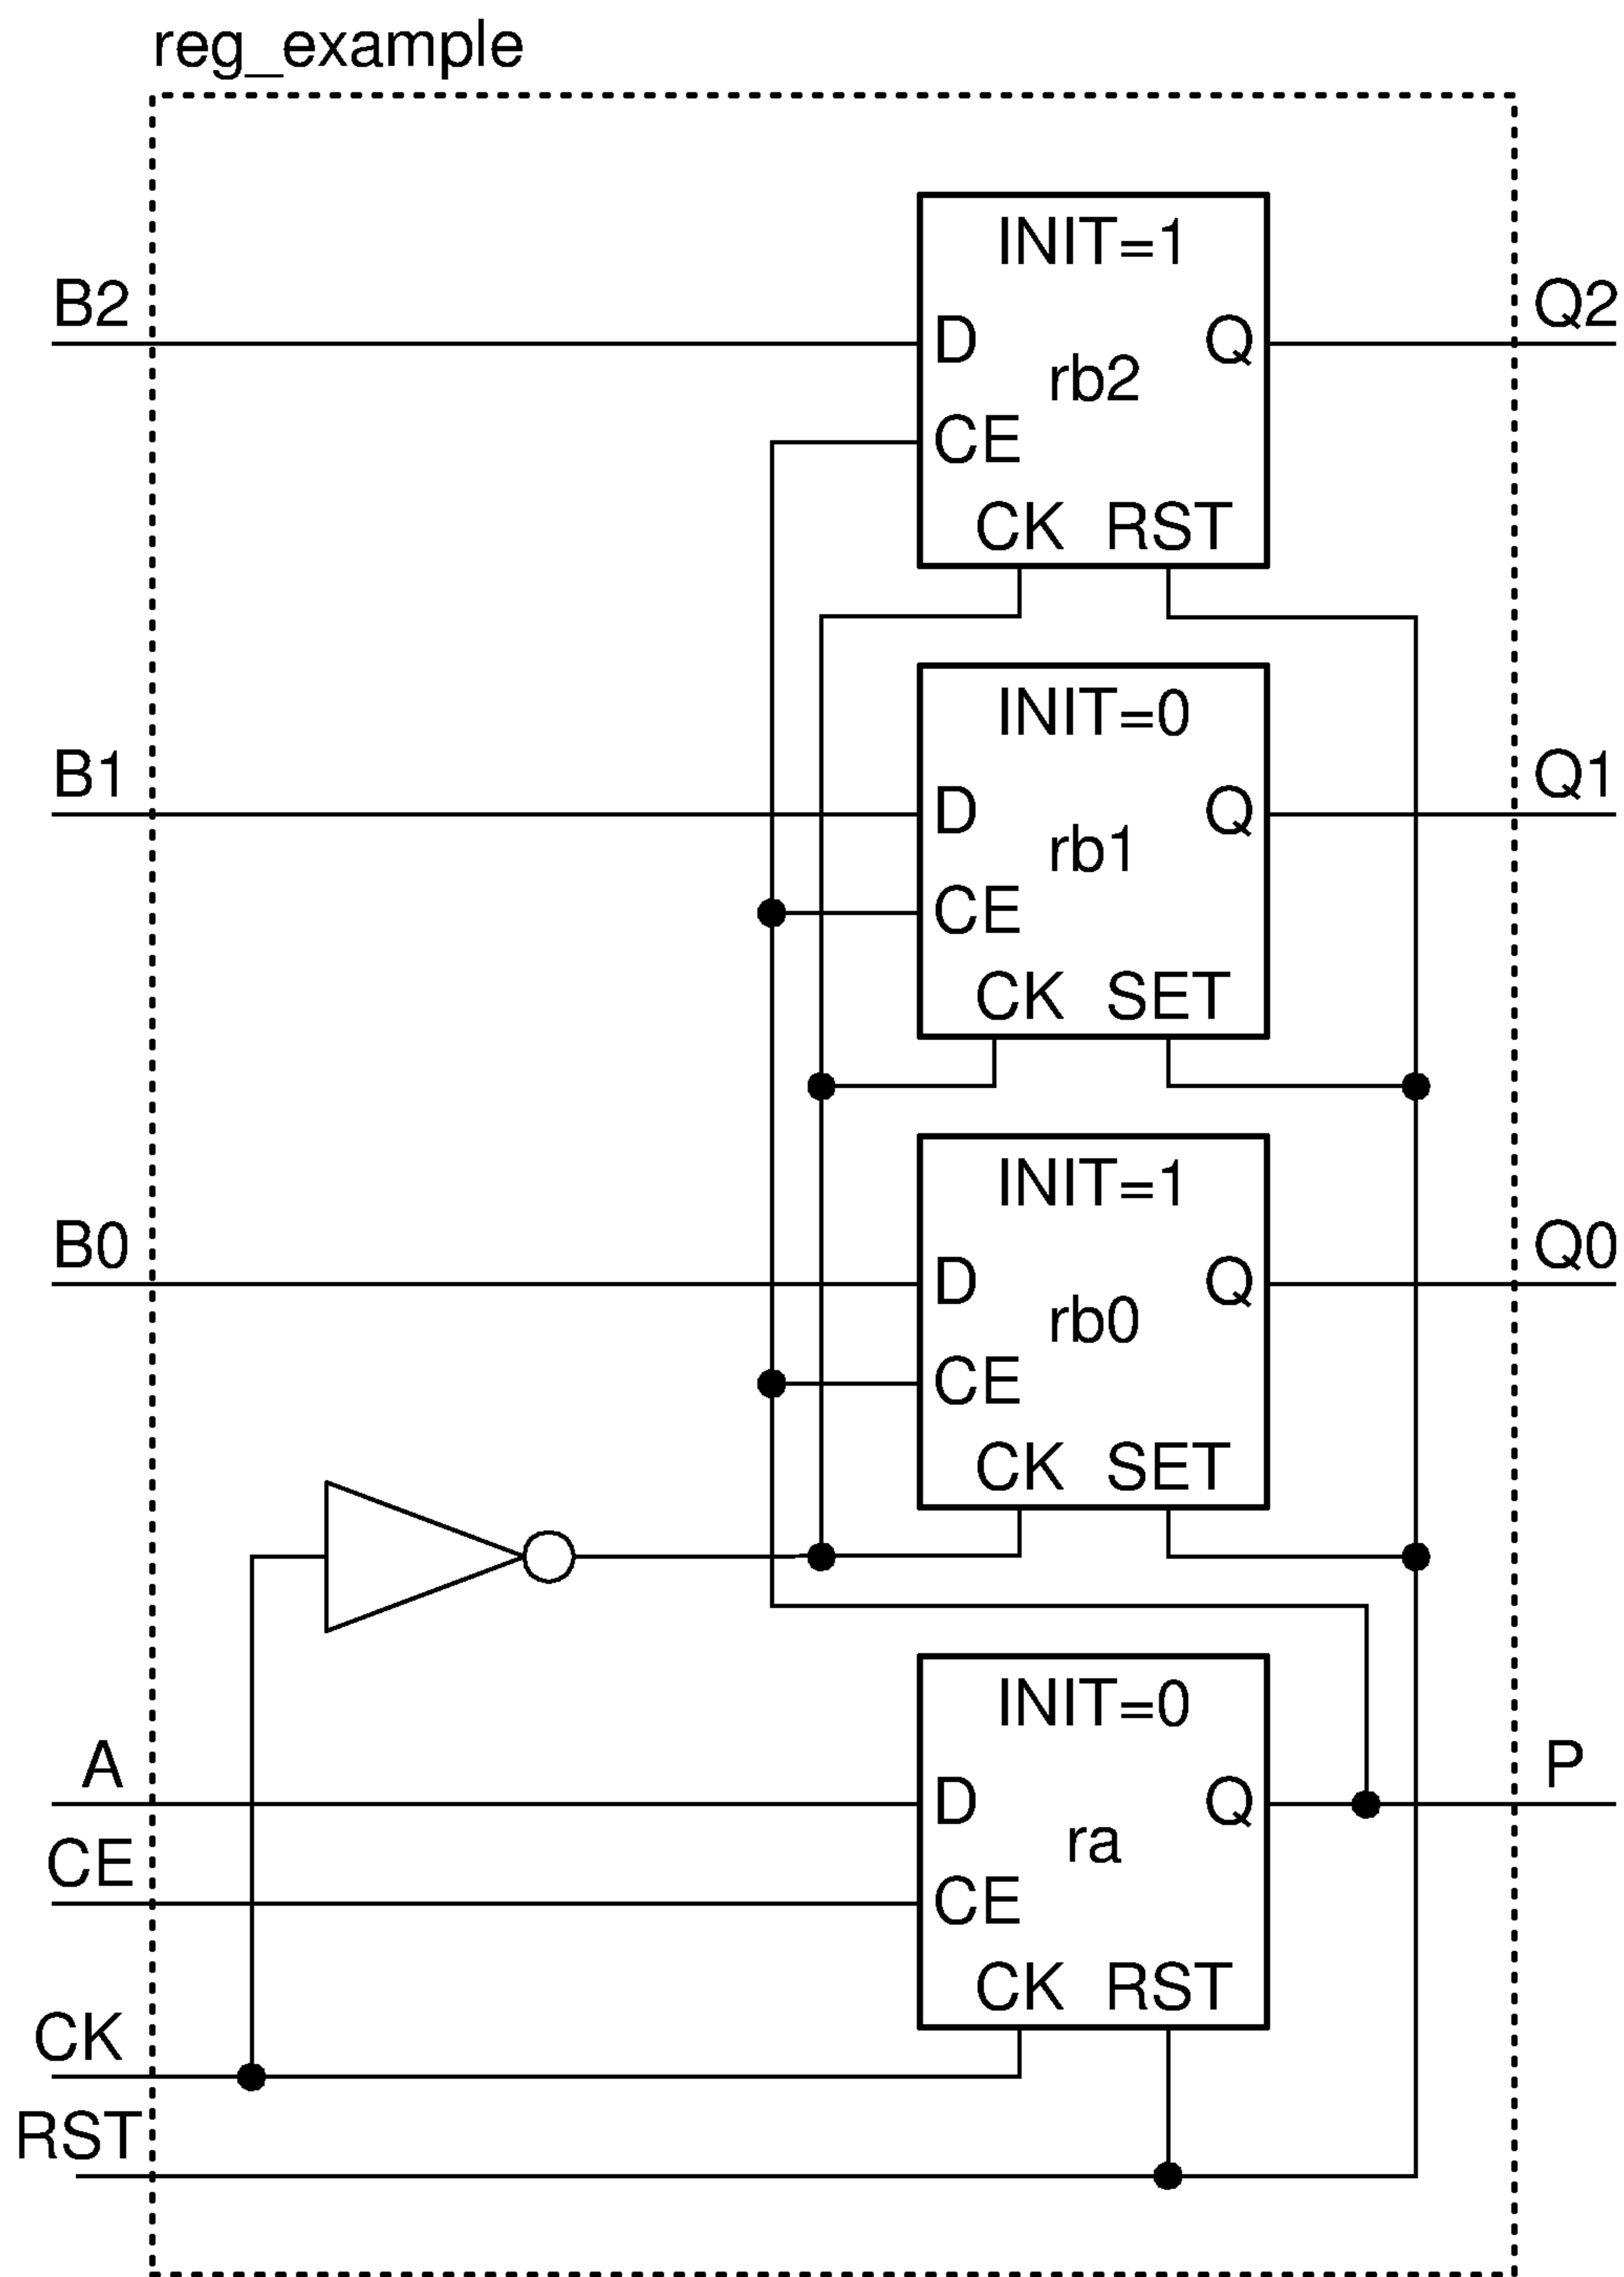 reg_example
INIT=1
B2 D Q Q2
rb2
CE
CK RST
INIT=0
B1 D Q Q1
rb1
CE
CK SET
INIT=1
B0 D Q Q0
rb0
CE
CK SET
INIT=0
A D Q P
ra
CE CE
CK RST
CK
RST